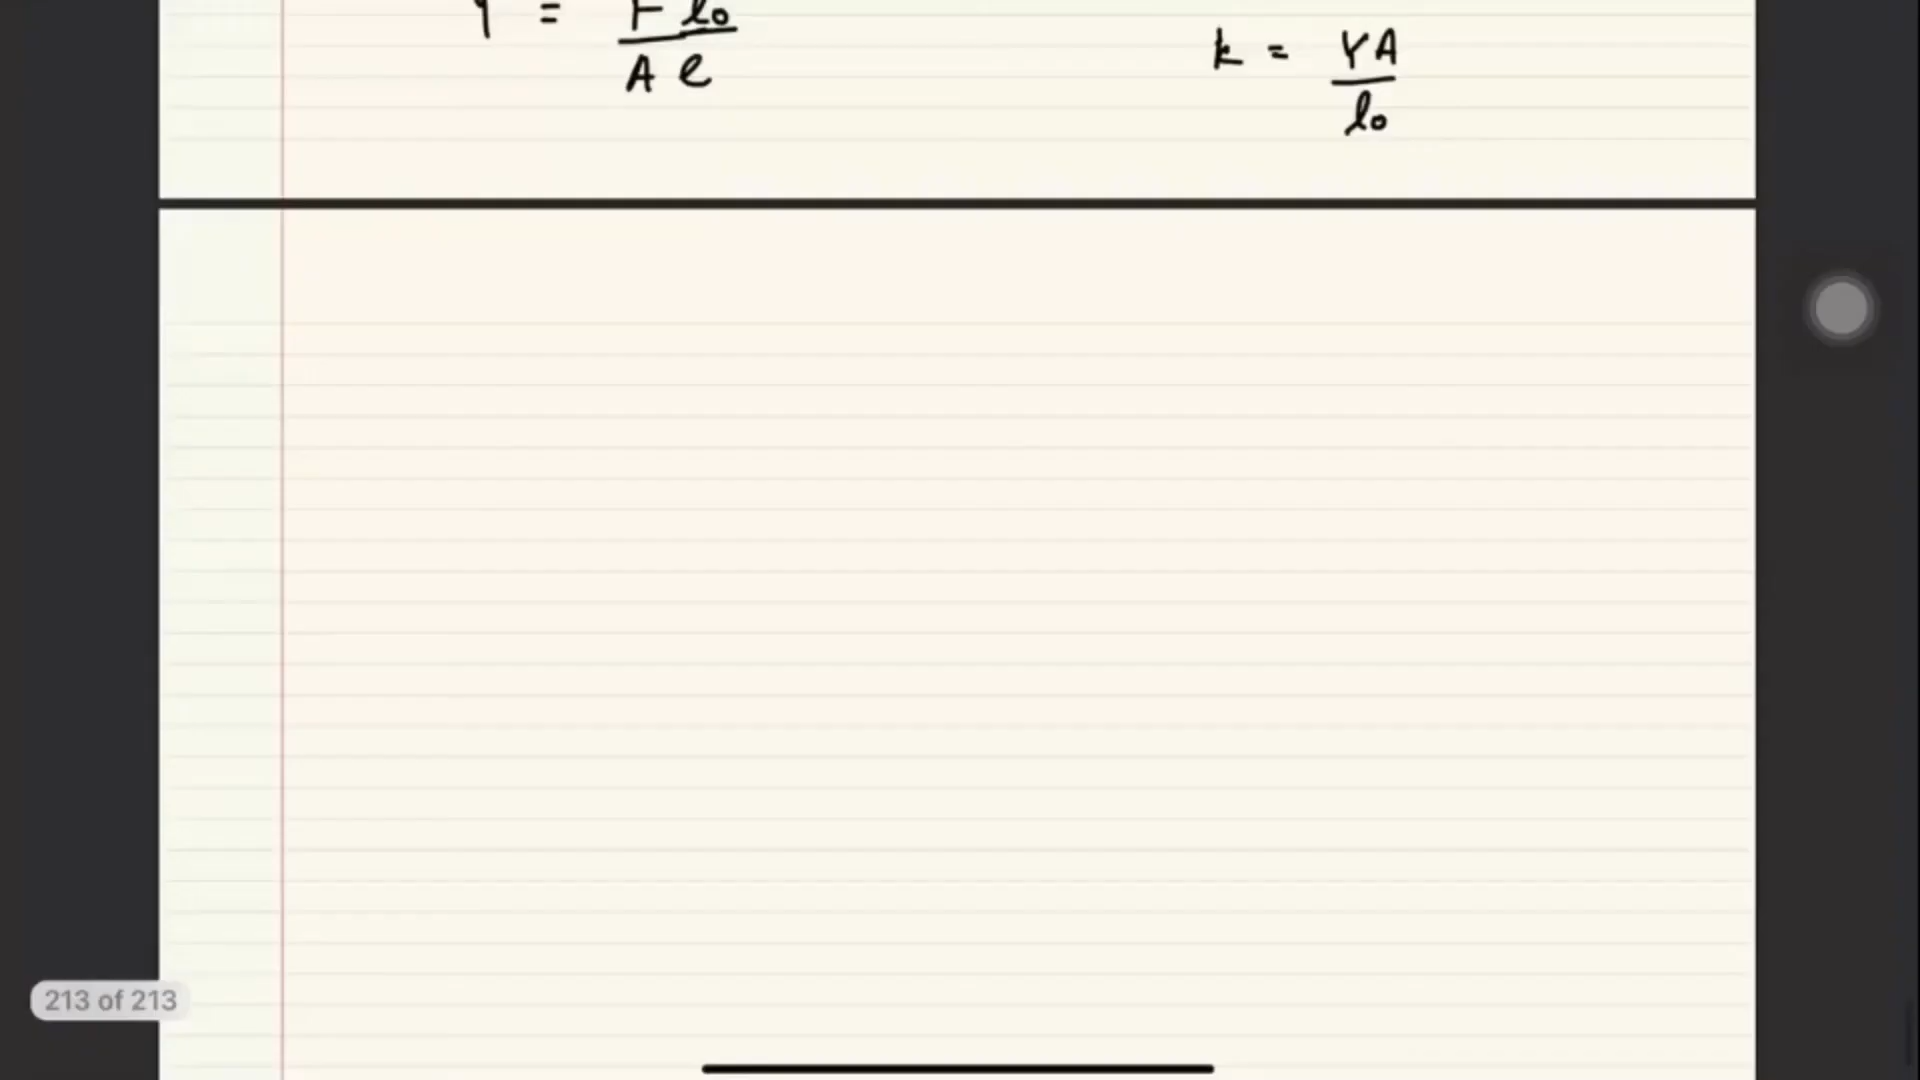 Y = F l₀
A e
k = YA
l₀
213 of 213